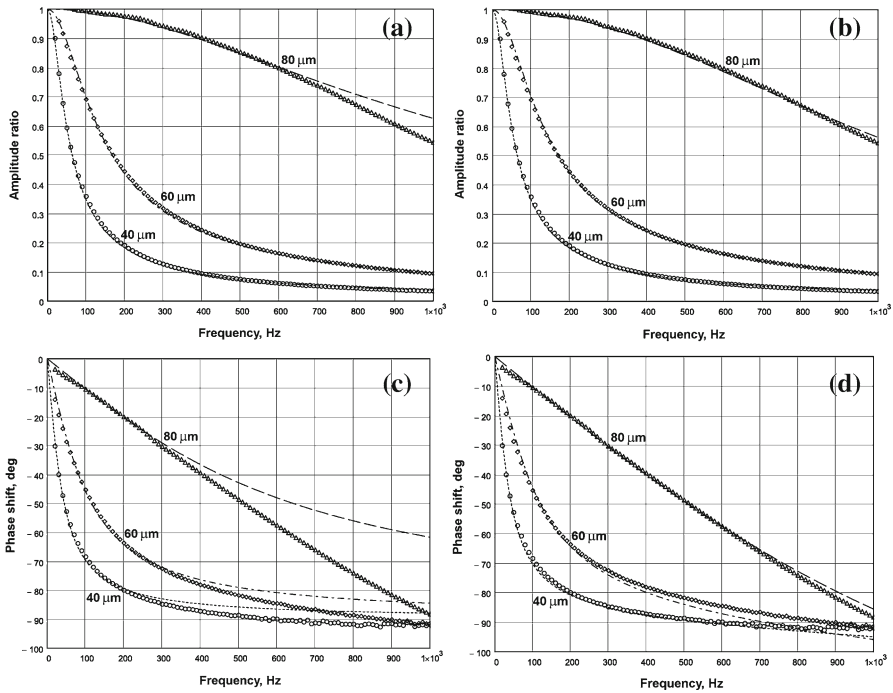 (a)
1
0.9
0.8
0.7
0.6
0.5
0.4
0.3
0.2
0.1
0
Amplitude ratio
80 µm
60 µm
40 µm
0 100 200 300 400 500 600 700 800 900 1×10³
Frequency, Hz
(b)
1
0.9
0.8
0.7
0.6
0.5
0.4
0.3
0.2
0.1
0
Amplitude ratio
80 µm
60 µm
40 µm
0 100 200 300 400 500 600 700 800 900 1×10³
Frequency, Hz
(c)
0
− 10
− 20
− 30
− 40
− 50
− 60
− 70
− 80
− 90
− 100
Phase shift, deg
80 µm
60 µm
40 µm
0 100 200 300 400 500 600 700 800 900 1×10³
Frequency, Hz
(d)
0
− 10
− 20
− 30
− 40
− 50
− 60
− 70
− 80
− 90
− 100
Phase shift, deg
80 µm
60 µm
40 µm
0 100 200 300 400 500 600 700 800 900 1×10³
Frequency, Hz